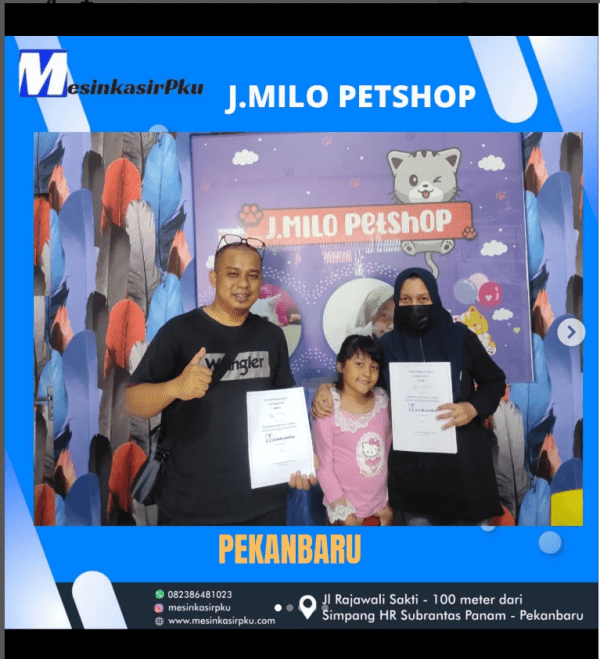 MesinkasirPku
J.MILO PETSHOP
J.MILO PetSHOP
Wrangler
PEKANBARU
082386481023
mesinkasirpku
www.mesinkasirpku.com
Jl Rajawali Sakti - 100 meter dari
Simpang HR Subrantas Panam - Pekanbaru